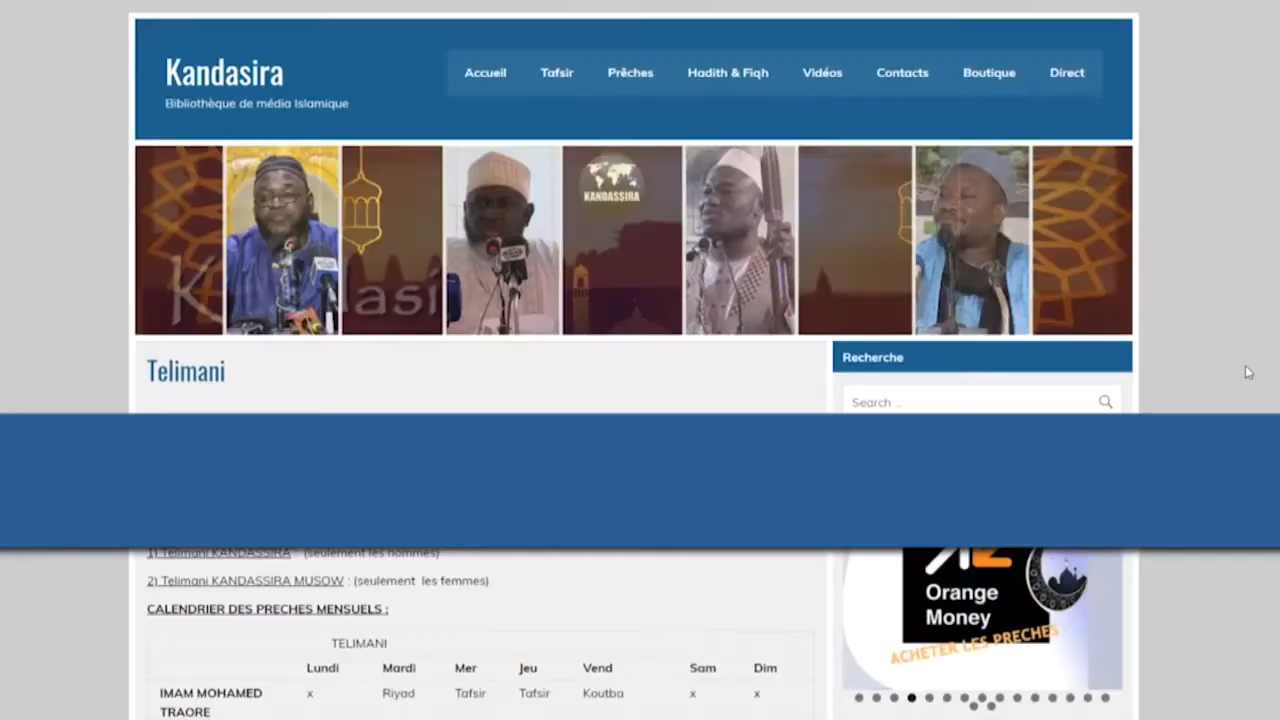 Kandasira
Bibliothèque de média Islamique
Accueil Tafsir Prêches Hadith & Fiqh Vidéos Contacts Boutique Direct
KANDASSIRA
Telimani
Recherche
Search ...
1) Telimani KANDASSIRA : (seulement les hommes)
2) Telimani KANDASSIRA MUSOW : (seulement les femmes)
CALENDRIER DES PRECHES MENSUELS :
TELIMANI
Lundi Mardi Mer Jeu Vend Sam Dim
IMAM MOHAMED x Riyad Tafsir Tafsir Koutba x x
TRAORE
Orange
Money
ACHETER LES PRECHES